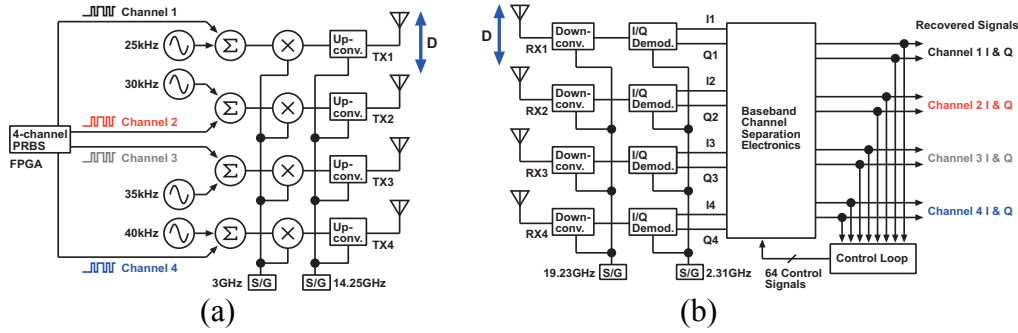 Channel 1
25kHz
Σ
×
Up-
conv.
TX1
D
30kHz
Σ
×
Up-
conv.
TX2
Channel 2
4-channel
PRBS
FPGA
Channel 3
Σ
×
Up-
conv.
TX3
35kHz
40kHz
Σ
×
Up-
conv.
TX4
Channel 4
3GHz
S/G
S/G
14.25GHz
(a)
D
RX1
Down-
conv.
I/Q
Demod.
I1
Q1
RX2
Down-
conv.
I/Q
Demod.
I2
Q2
RX3
Down-
conv.
I/Q
Demod.
I3
Q3
RX4
Down-
conv.
I/Q
Demod.
I4
Q4
Baseband
Channel
Separation
Electronics
Recovered Signals
Channel 1 I & Q
Channel 2 I & Q
Channel 3 I & Q
Channel 4 I & Q
Control Loop
64 Control
Signals
19.23GHz
S/G
S/G
2.31GHz
(b)